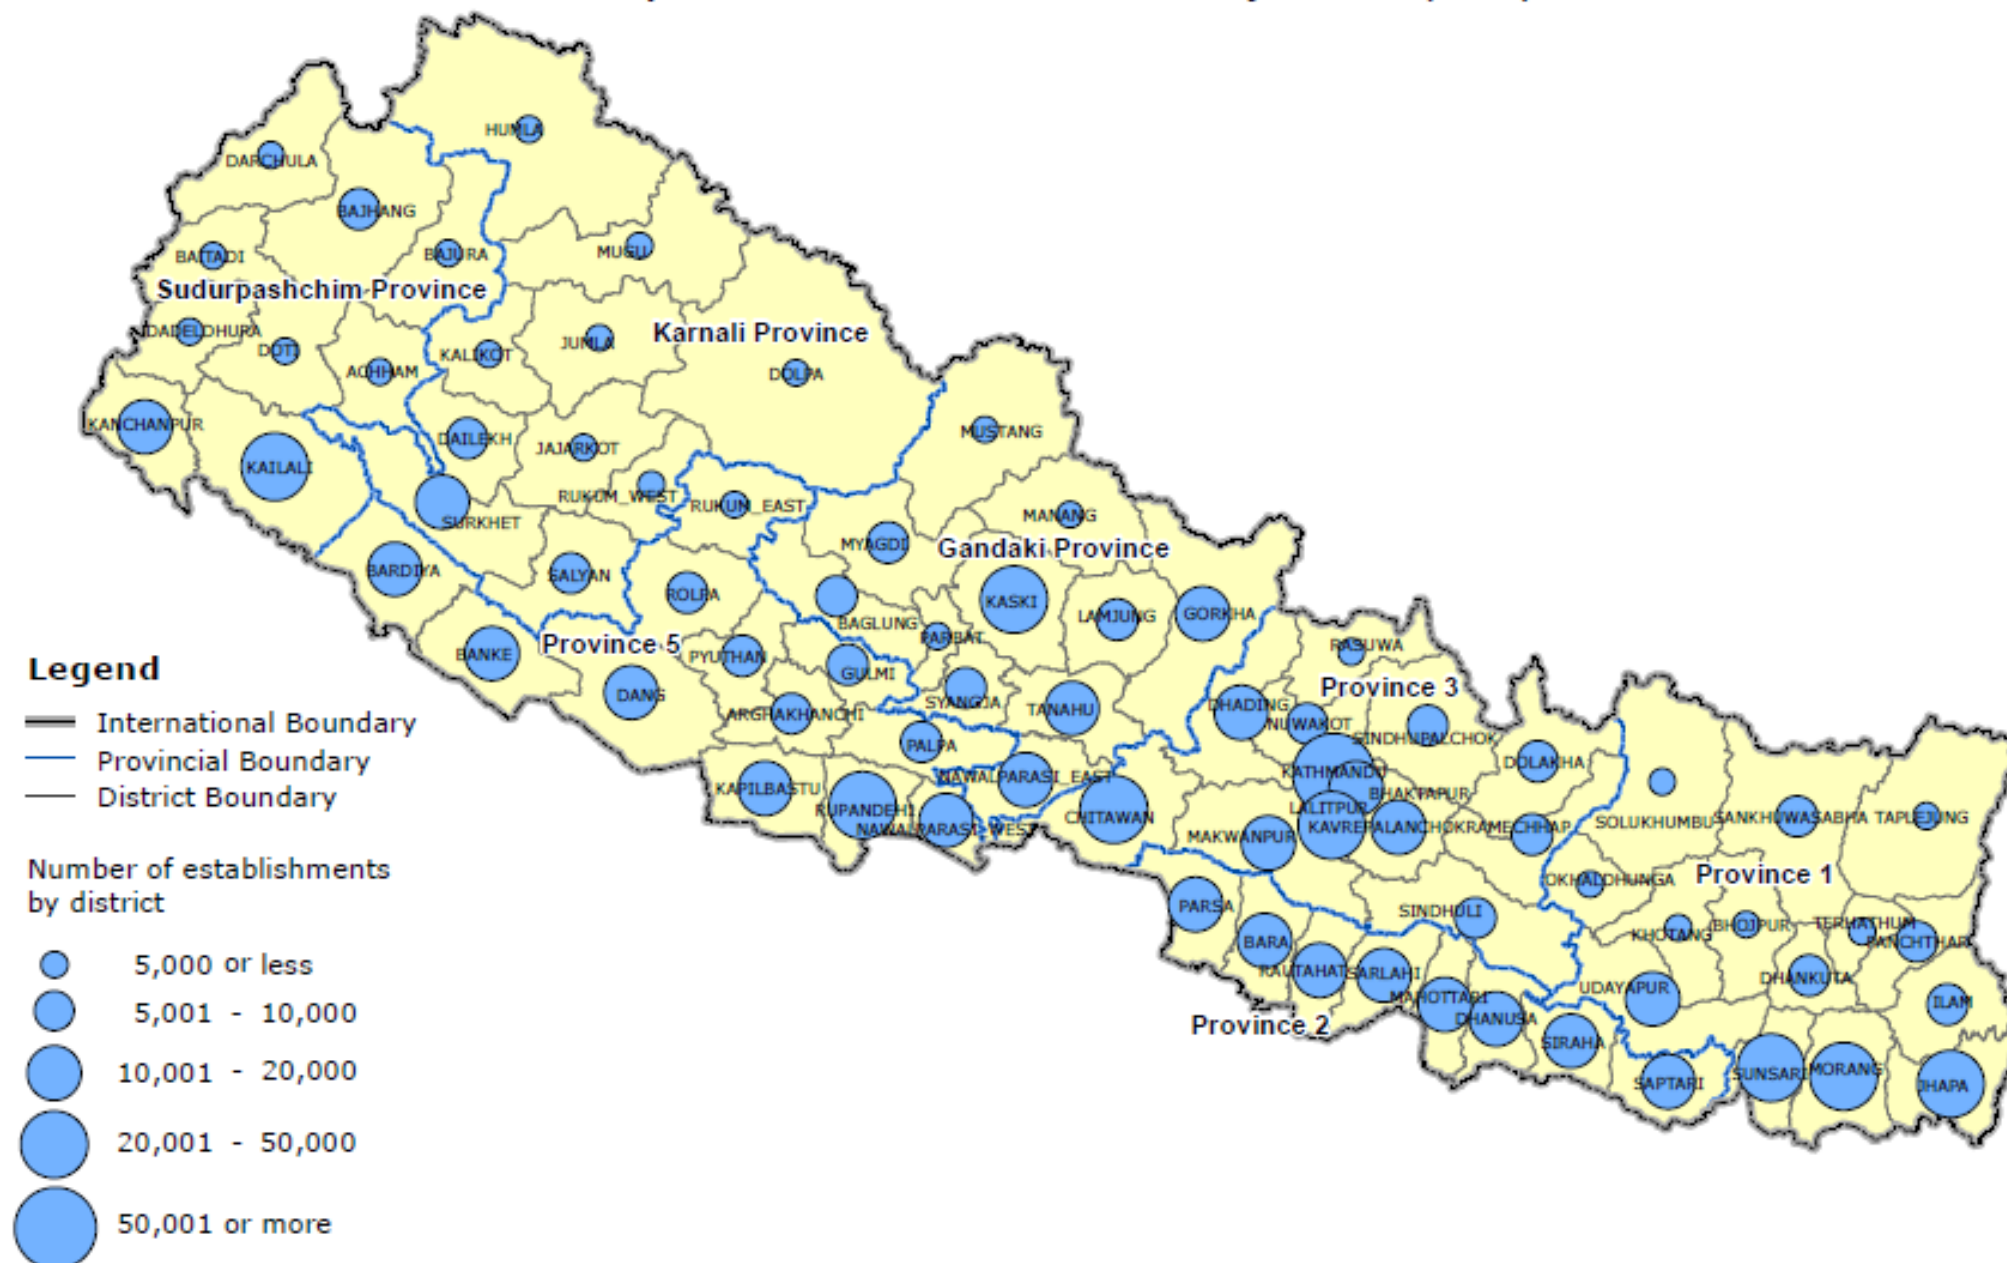 HUMLA
DARCHULA
BAJHANG
BAITADI
BAJURA
MUGU
Sudurpashchim Province
DADELDHURA
DOTI
ACHHAM
KALIKOT
JUMLA
Karnali Province
DOLPA
KANCHANPUR
KAILALI
DAILEKH
JAJARKOT
MUSTANG
RUKUM_WEST
RUKUM_EAST
SURKHET
MANANG
MYAGDI
Gandaki Province
BARDIYA
SALYAN
ROLPA
KASKI
LAMJUNG
GORKHA
BAGLUNG
PARBAT
BANKE
Province 5
PYUTHAN
GULMI
RASUWA
DANG
ARGHAKHANCHI
SYANGJA
TANAHU
Province 3
DHADING
NUWAKOT
SINDHUPALCHOK
PALPA
KATHMANDU
DOLAKHA
KAPILBASTU
NAWALPARASI_EAST
BHAKTAPUR
RUPANDEHI
NAWALPARASI_WEST
CHITAWAN
LALITPUR
MAKWANPUR
KAVREPALANCHOK
RAMECHHAP
SOLUKHUMBU
SANKHUWASABHA
TAPLEJUNG
OKHALDHUNGA
Province 1
PARSA
SINDHULI
KHOTANG
BHOJPUR
TERHATHUM
PANCHTHAR
BARA
RAUTAHAT
SARLAHI
DHANKUTA
UDAYAPUR
MAHOTTARI
ILAM
Province 2
DHANUSA
SIRAHA
SAPTARI
SUNSARI
MORANG
JHAPA
Legend
International Boundary
Provincial Boundary
District Boundary
Number of establishments
by district
5,000 or less
5,001 - 10,000
10,001 - 20,000
20,001 - 50,000
50,001 or more